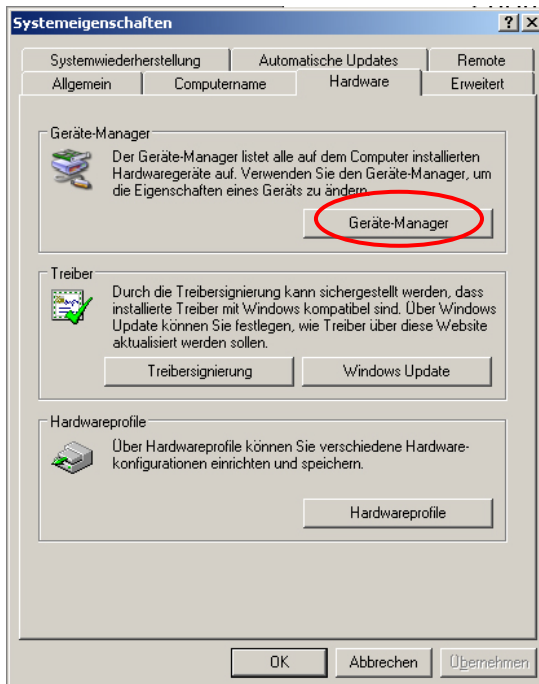 Systemeigenschaften
Systemwiederherstellung Automatische Updates Remote
Allgemein Computername Hardware Erweitert
Geräte-Manager
Der Geräte-Manager listet alle auf dem Computer installierten
Hardwaregeräte auf. Verwenden Sie den Geräte-Manager, um
die Eigenschaften eines Geräts zu ändern.
Geräte-Manager
Treiber
Durch die Treibersignierung kann sichergestellt werden, dass
installierte Treiber mit Windows kompatibel sind. Über Windows
Update können Sie festlegen, wie Treiber über diese Website
aktualisiert werden sollen.
Treibersignierung Windows Update
Hardwareprofile
Über Hardwareprofile können Sie verschiedene Hardware-
konfigurationen einrichten und speichern.
Hardwareprofile
OK Abbrechen Übernehmen